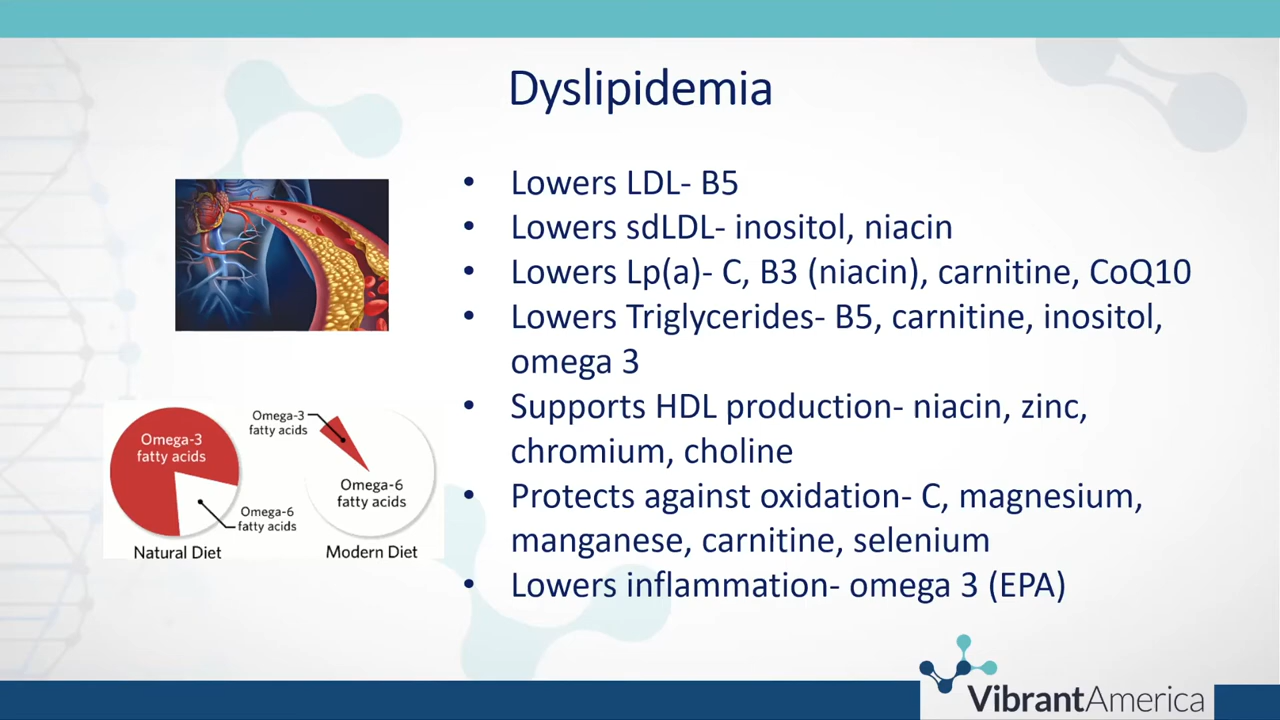 Dyslipidemia
• Lowers LDL- B5
• Lowers sdLDL- inositol, niacin
• Lowers Lp(a)- C, B3 (niacin), carnitine, CoQ10
• Lowers Triglycerides- B5, carnitine, inositol,
omega 3
• Supports HDL production- niacin, zinc,
chromium, choline
• Protects against oxidation- C, magnesium,
manganese, carnitine, selenium
• Lowers inflammation- omega 3 (EPA)
Omega-3
fatty acids
Omega-6
fatty acids
Natural Diet
Omega-3
fatty acids
Omega-6
fatty acids
Modern Diet
VibrantAmerica